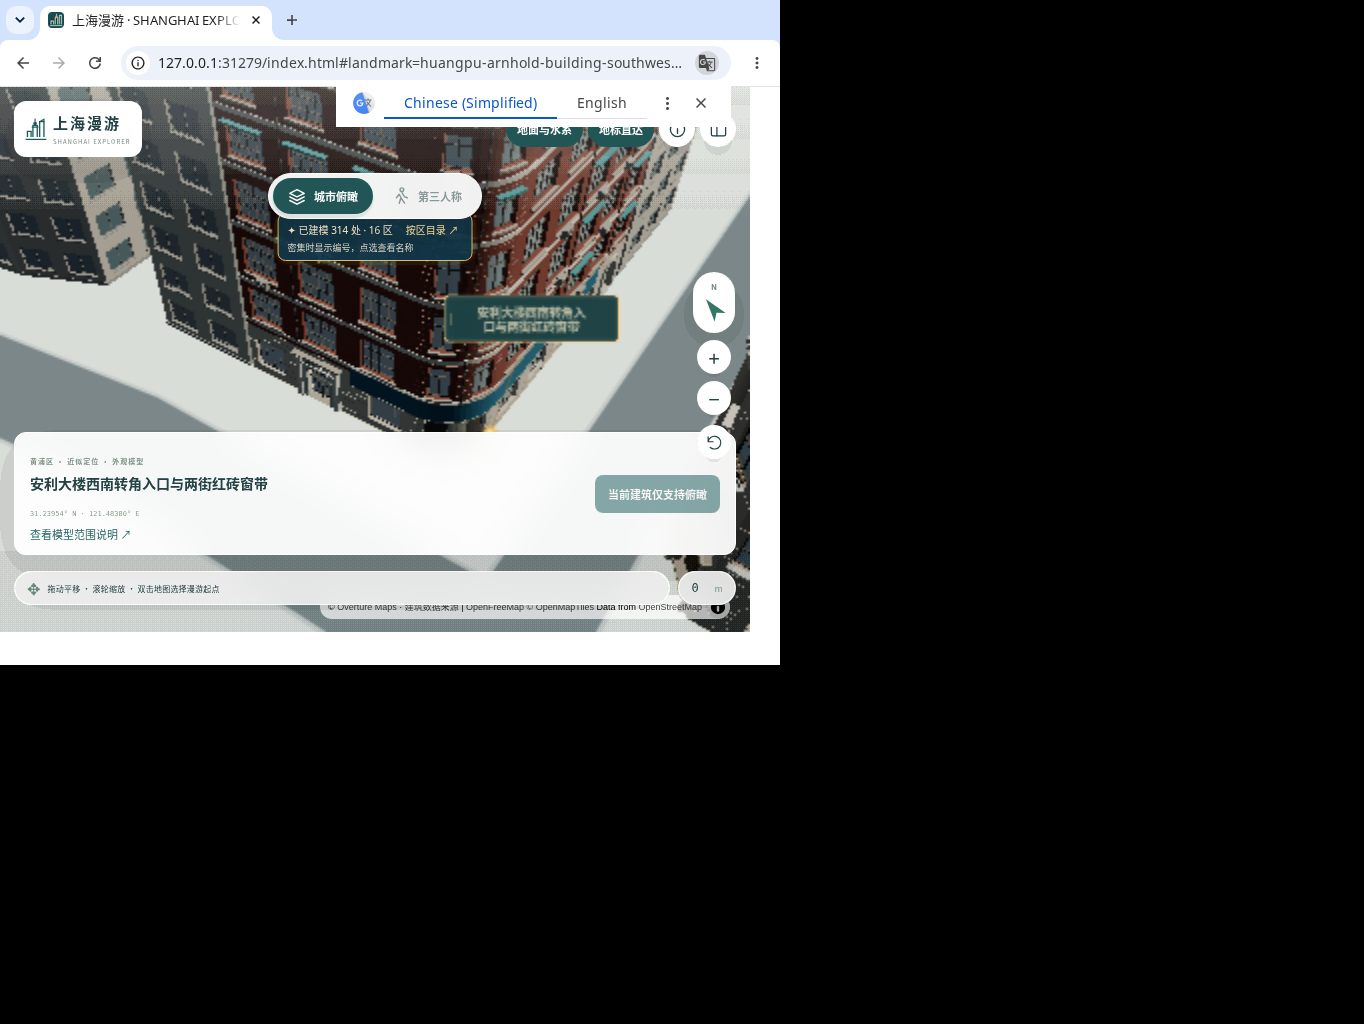 上海漫游 · SHANGHAI EXPLO
127.0.0.1:31279/index.html#landmark=huangpu-arnhold-building-southwes...
Chinese (Simplified)
English
上海漫游
SHANGHAI EXPLORER
地面与水系
地标直达
城市俯瞰
第三人称
✦ 已建模 314 处 · 16 区 按区目录 ↗
密集时显示编号，点选查看名称
安利大楼西南转角入
口与两街红砖窗带
N
+
−
黄浦区 · 近似定位 · 外观模型
安利大楼西南转角入口与两街红砖窗带
当前建筑仅支持俯瞰
31.23954° N · 121.48380° E
查看模型范围说明 ↗
拖动平移 · 滚轮缩放 · 双击地图选择漫游起点
0 m
© Overture Maps · 建筑数据来源 | OpenFreeMap © OpenMapTiles Data from OpenStreetMap